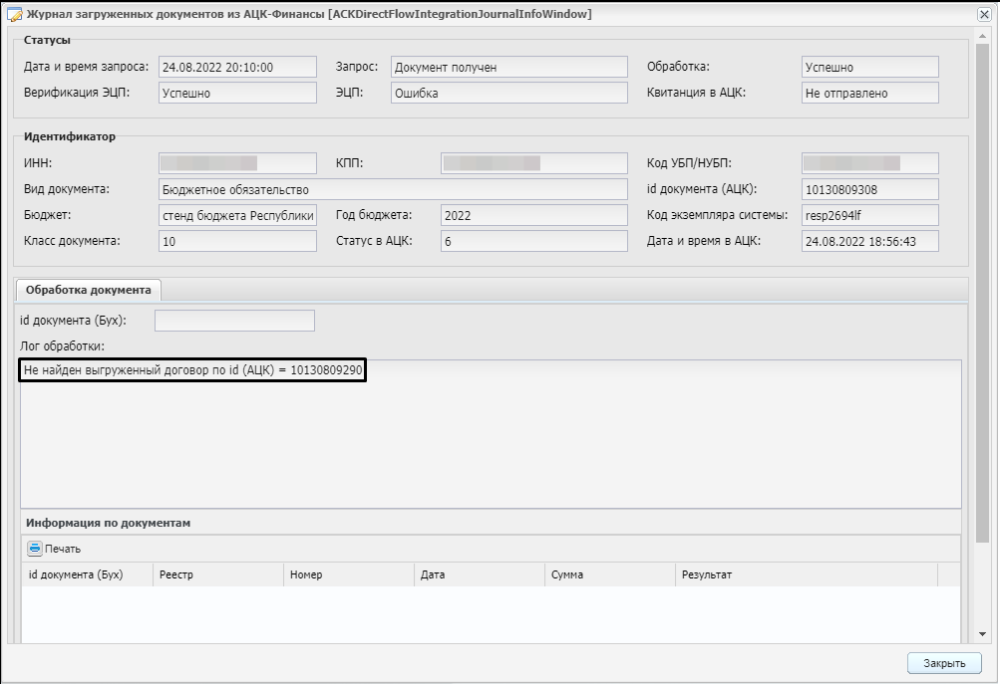 Журнал загруженных документов из АЦК-Финансы [ACKDirectFlowIntegrationJournalInfoWindow]
Статусы
Дата и время запроса: 24.08.2022 20:10:00 Запрос: Документ получен Обработка: Успешно
Верификация ЭЦП: Успешно ЭЦП: Ошибка Квитанция в АЦК: Не отправлено
Идентификатор
ИНН: КПП: Код УБП/НУБП:
Вид документа: Бюджетное обязательство id документа (АЦК): 10130809308
Бюджет: стенд бюджета Республики Год бюджета: 2022 Код экземпляра системы: resp2694lf
Класс документа: 10 Статус в АЦК: 6 Дата и время в АЦК: 24.08.2022 18:56:43
Обработка документа
id документа (Бух):
Лог обработки:
Не найден выгруженный договор по id (АЦК) = 10130809290
Информация по документам
Печать
id документа (Бух) Реестр Номер Дата Сумма Результат
Закрыть